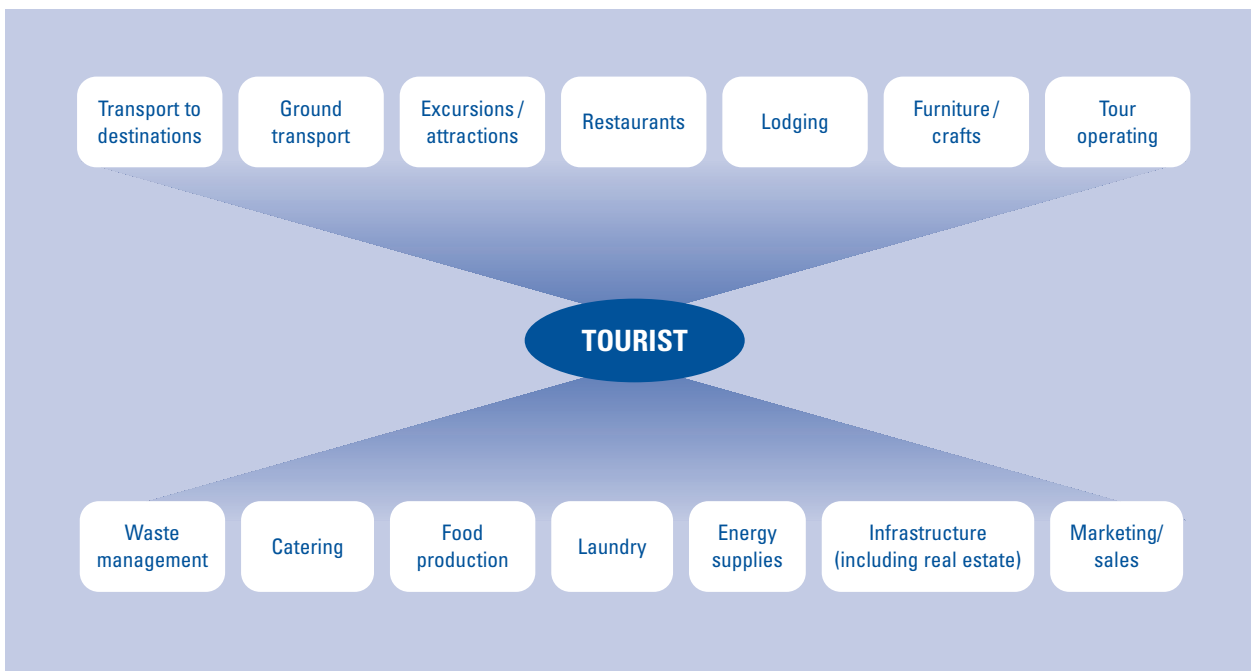 Transport to
destinations
Ground
transport
Excursions /
attractions
Restaurants
Lodging
Furniture /
crafts
Tour
operating
TOURIST
Waste
management
Catering
Food
production
Laundry
Energy
supplies
Infrastructure
(including real estate)
Marketing/
sales